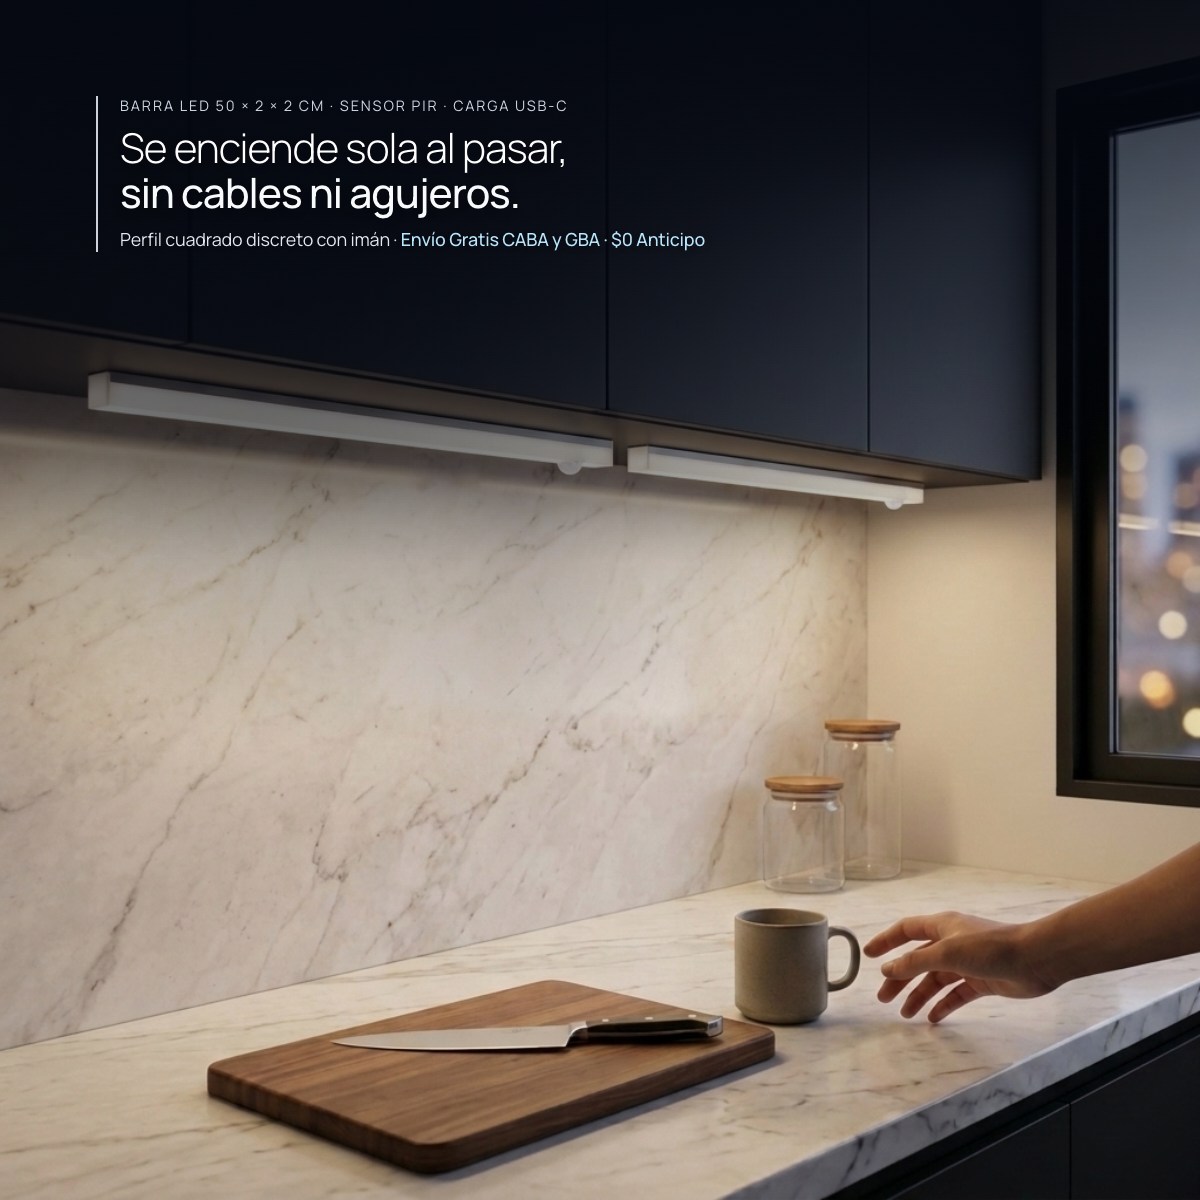 BARRA LED 50 × 2 × 2 CM · SENSOR PIR · CARGA USB-C
Se enciende sola al pasar,
sin cables ni agujeros.
Perfil cuadrado discreto con imán · Envío Gratis CABA y GBA · $0 Anticipo